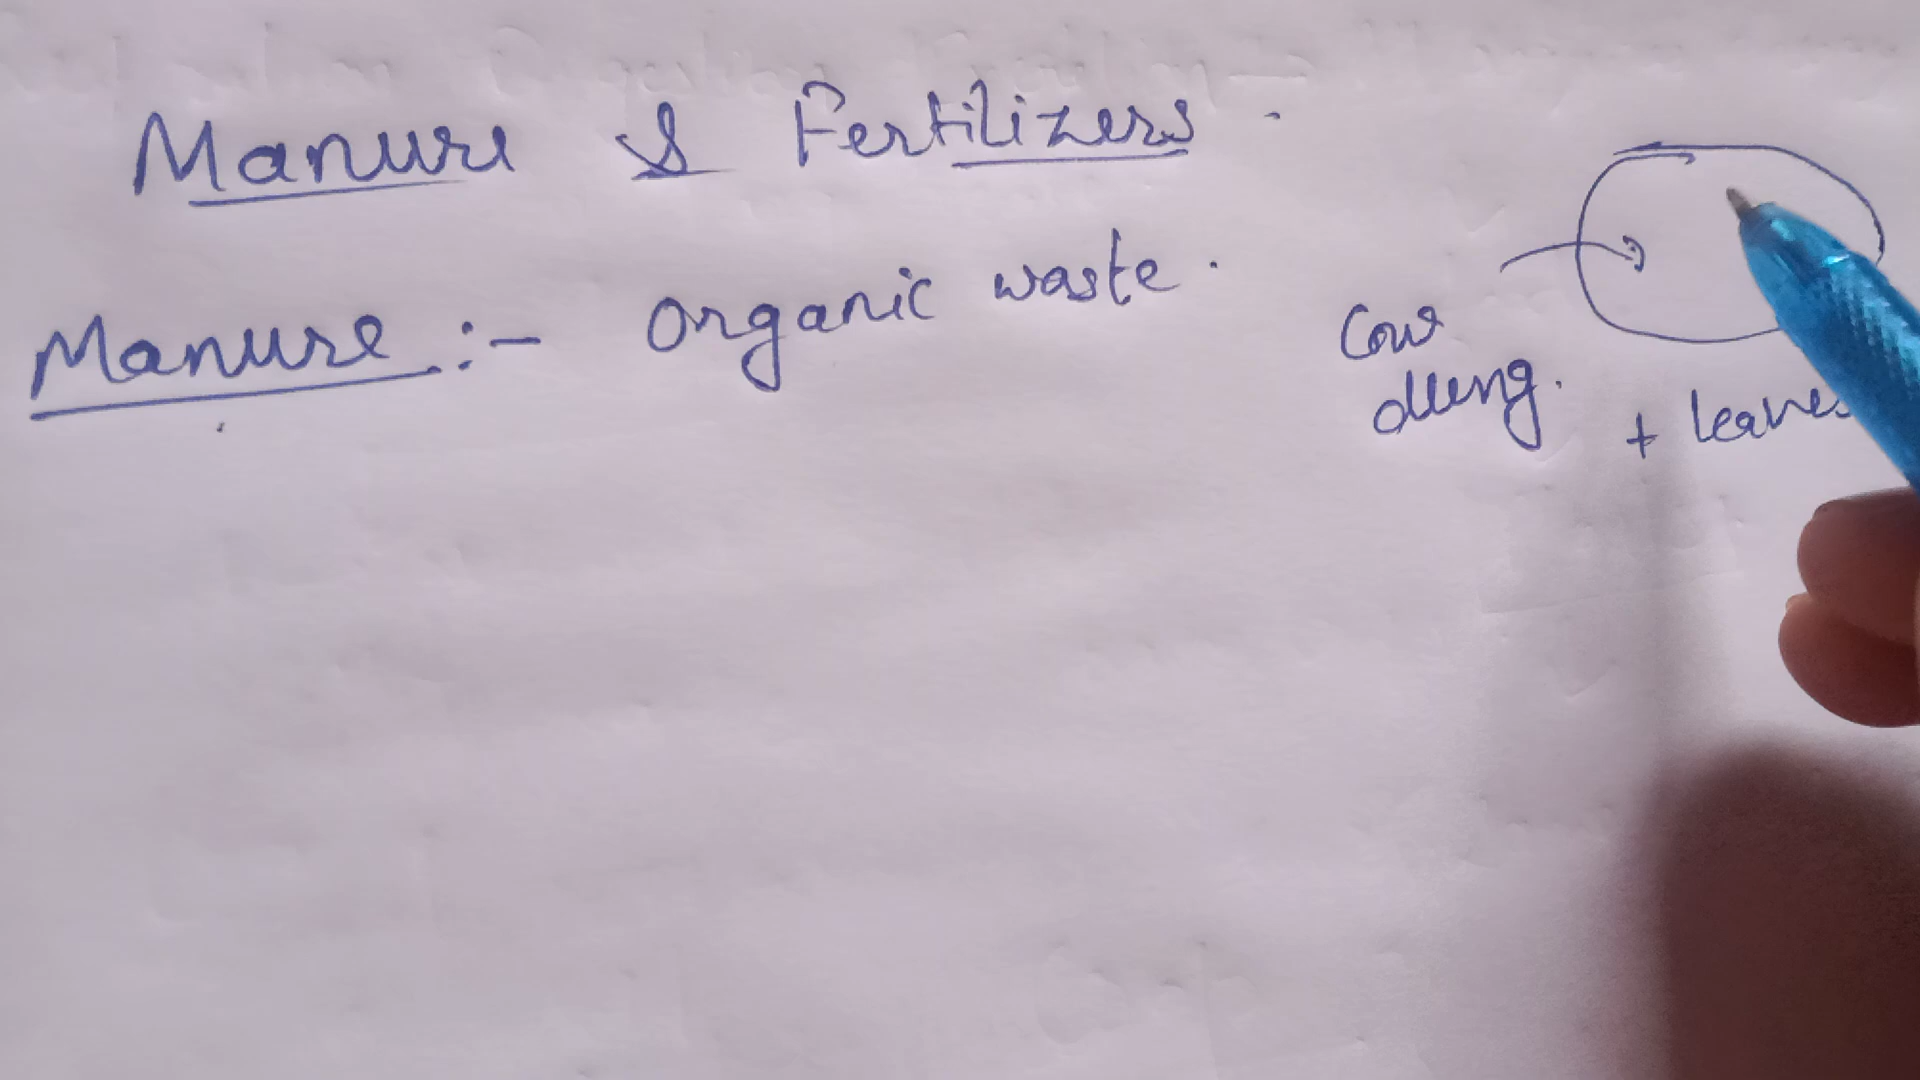 Manure & Fertilizers.
Manure :- Organic waste.
Cow
dung.
+ leaves